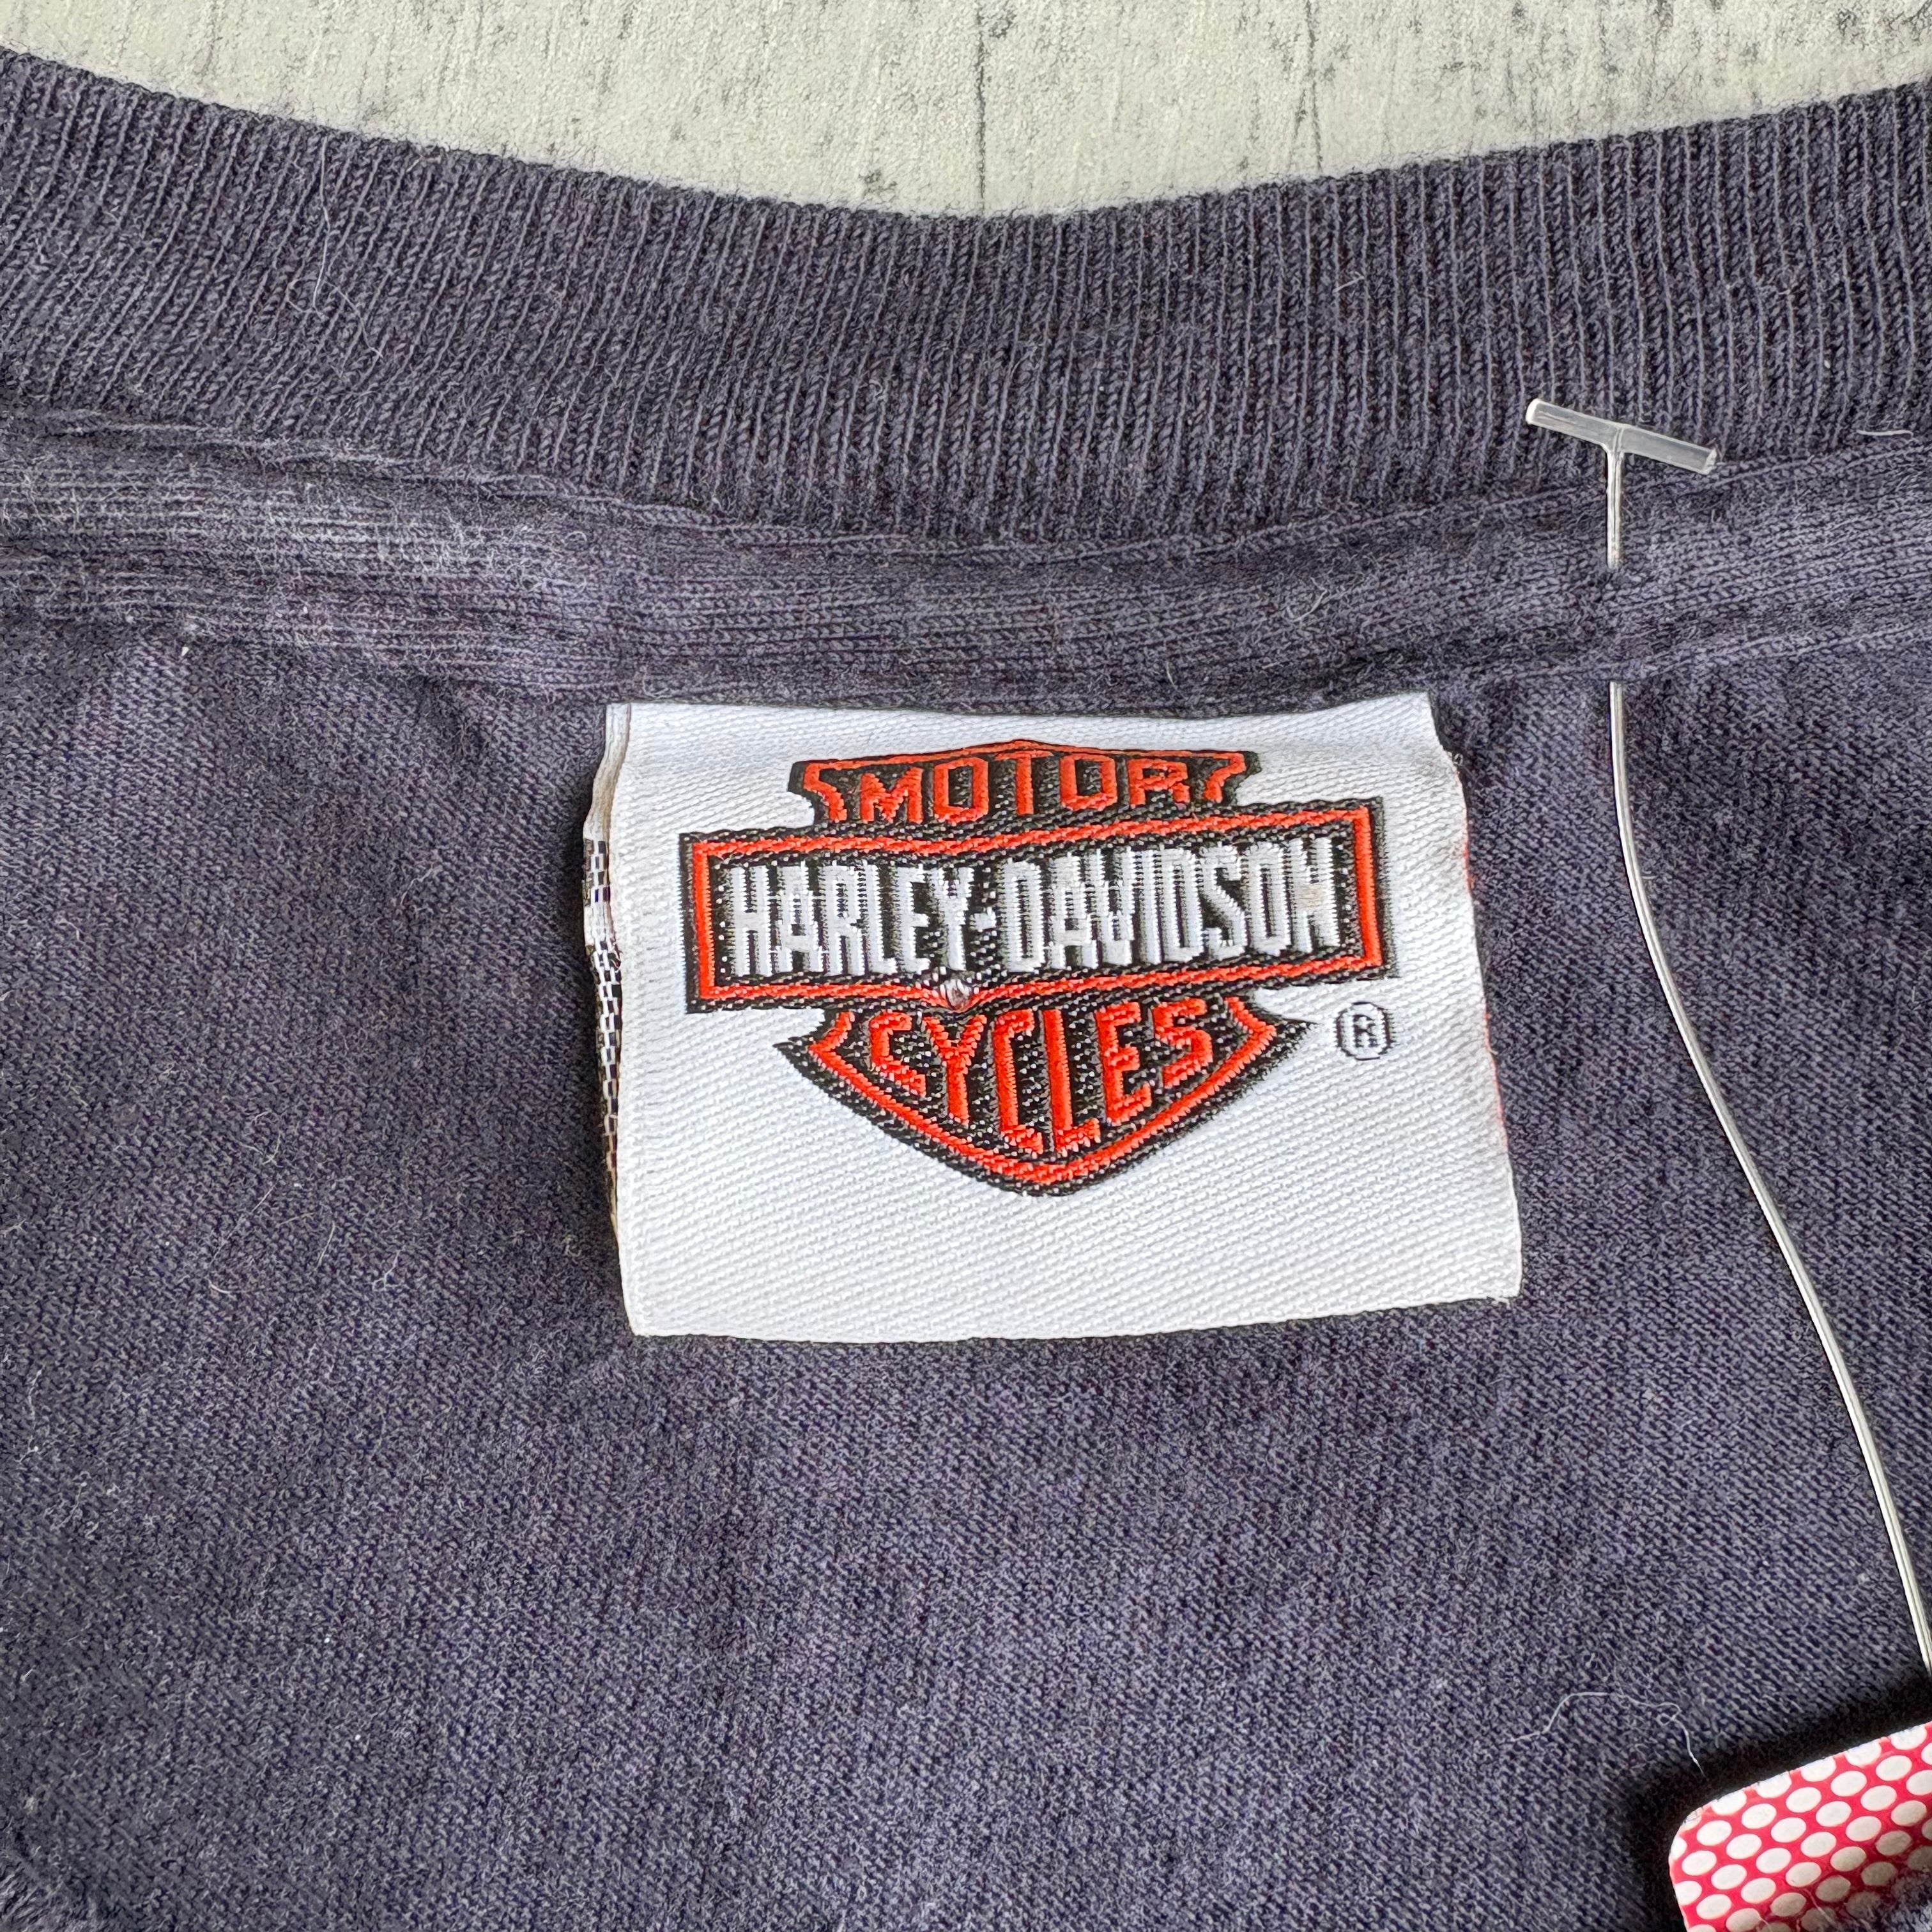 MOTOR
HARLEY-DAVIDSON
CYCLES
®